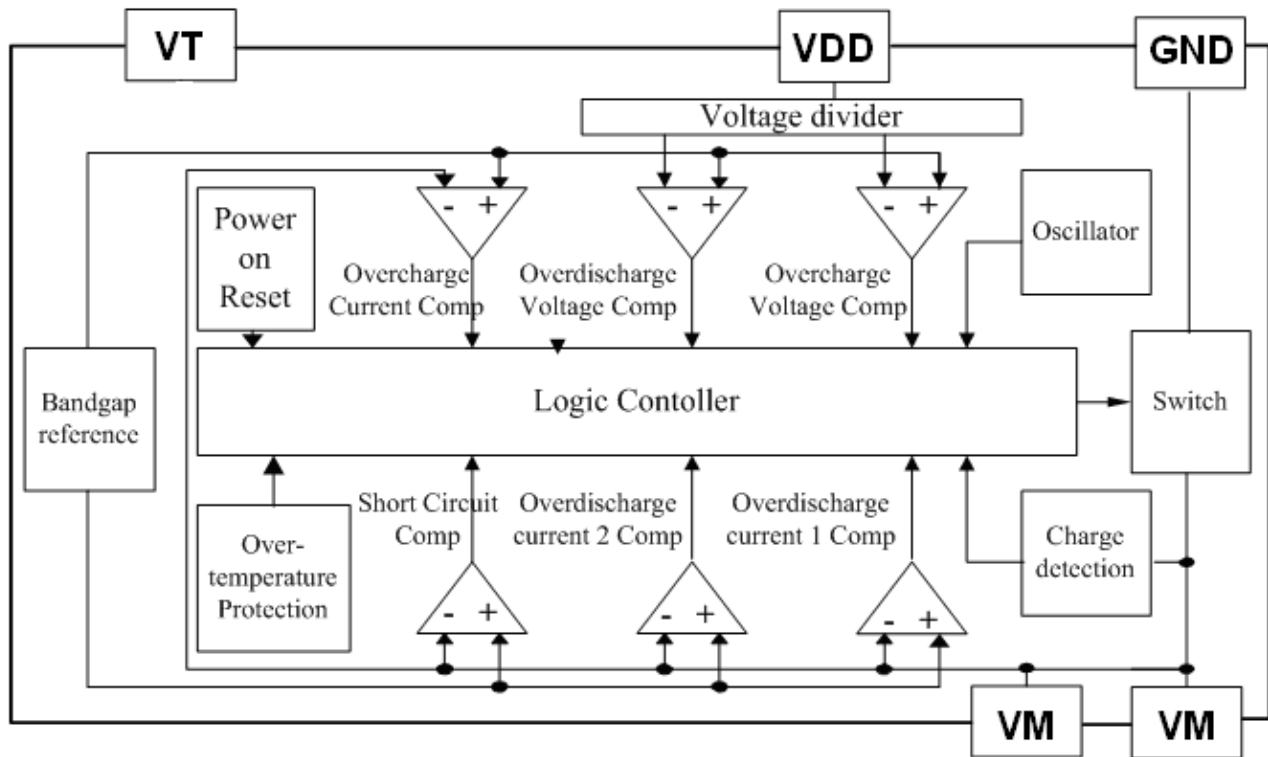 VT
VDD
GND
Voltage divider
- +
- +
- +
Power
on
Reset
Oscillator
Overcharge
Current Comp
Overdischarge
Voltage Comp
Overcharge
Voltage Comp
Bandgap
reference
Logic Contoller
Switch
Short Circuit
Comp
Overdischarge
current 2 Comp
Overdischarge
current 1 Comp
Over-
temperature
Protection
Charge
detection
- +
- +
- +
VM
VM